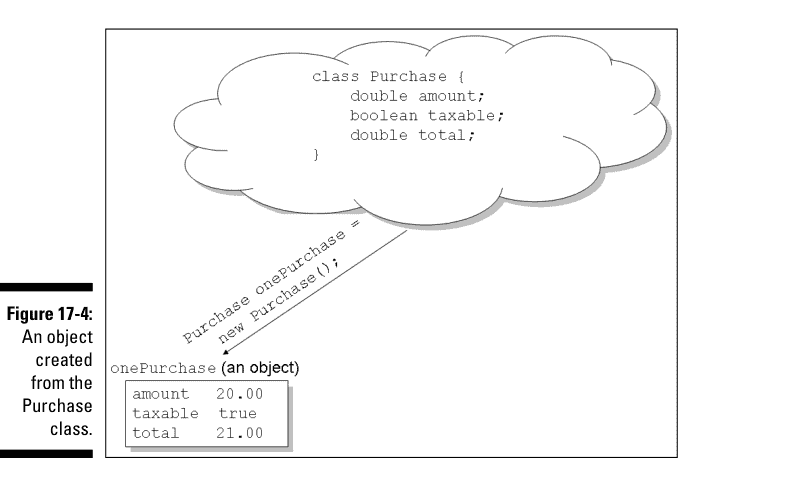 class Purchase {
double amount;
boolean taxable;
double total;
}
Purchase onePurchase =
new Purchase();
onePurchase (an object)
amount 20.00
taxable true
total 21.00
Figure 17-4:
An object
created
from the
Purchase
class.